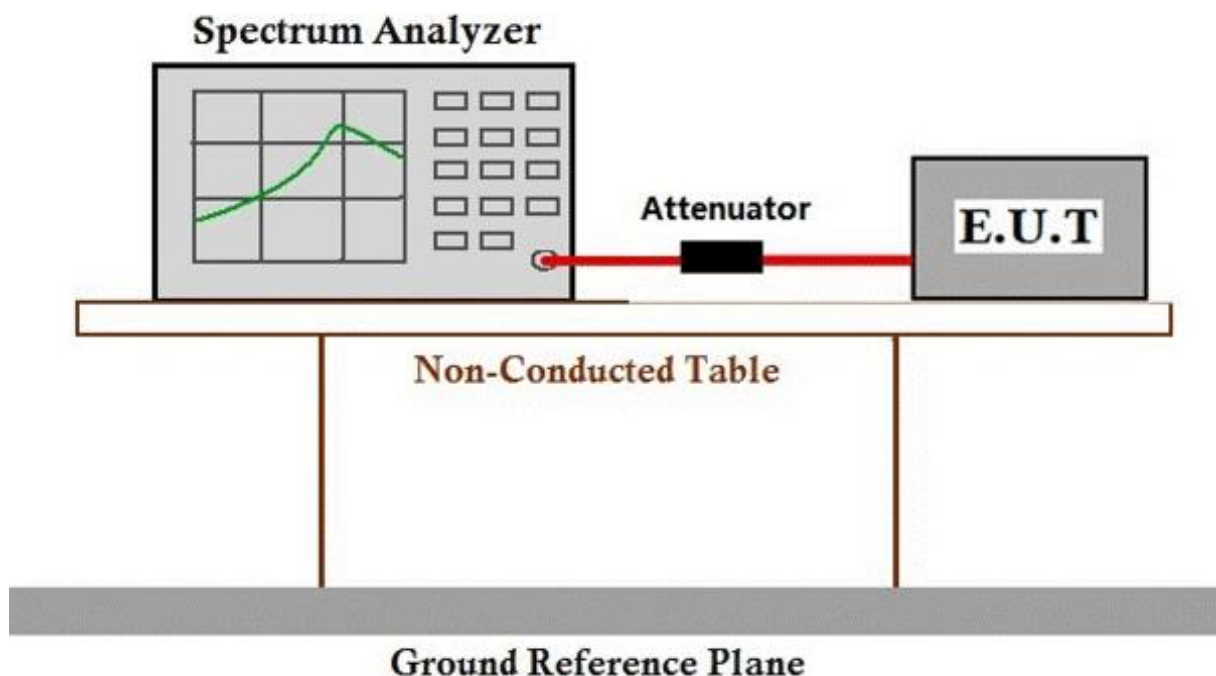 Spectrum Analyzer
Attenuator
E.U.T
Non-Conducted Table
Ground Reference Plane